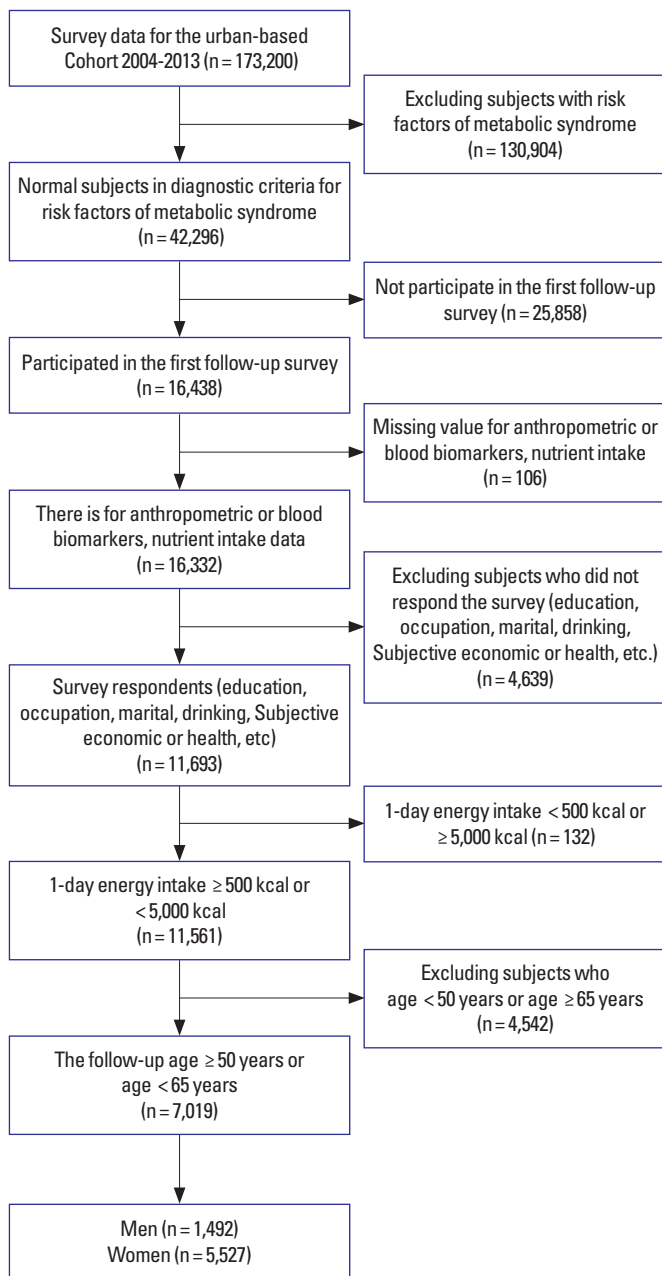 Survey data for the urban-based
Cohort 2004-2013 (n = 173,200)
Excluding subjects with risk
factors of metabolic syndrome
(n = 130,904)
Normal subjects in diagnostic criteria for
risk factors of metabolic syndrome
(n = 42,296)
Not participate in the first follow-up
survey (n = 25,858)
Participated in the first follow-up survey
(n = 16,438)
Missing value for anthropometric or
blood biomarkers, nutrient intake
(n = 106)
There is for anthropometric or blood
biomarkers, nutrient intake data
(n = 16,332)
Excluding subjects who did not
respond the survey (education,
occupation, marital, drinking,
Subjective economic or health, etc.)
(n = 4,639)
Survey respondents (education,
occupation, marital, drinking, Subjective
economic or health, etc)
(n = 11,693)
1-day energy intake < 500 kcal or
≥ 5,000 kcal (n = 132)
1-day energy intake ≥ 500 kcal or
< 5,000 kcal
(n = 11,561)
Excluding subjects who
age < 50 years or age ≥ 65 years
(n = 4,542)
The follow-up age ≥ 50 years or
age < 65 years
(n = 7,019)
Men (n = 1,492)
Women (n = 5,527)